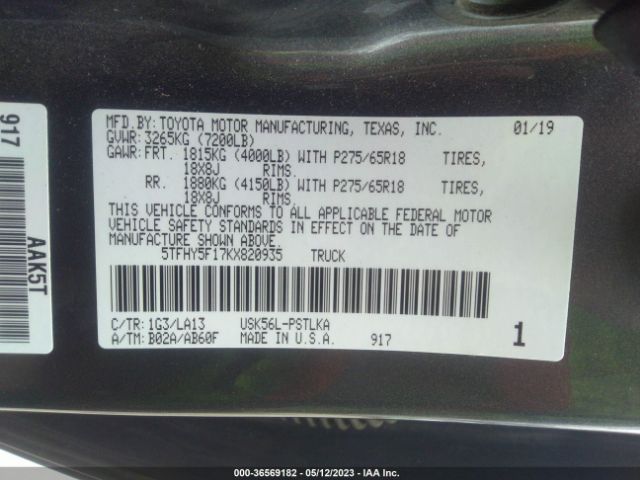 917
AAK5T
MFD.BY: TOYOTA MOTOR MANUFACTURING, TEXAS, INC. 01/19
GVWR: 3265KG (7200LB)
GAWR: FRT. 1815KG (4000LB) WITH P275/65R18 TIRES,
18X8J RIMS.
RR. 1880KG (4150LB) WITH P275/65R18 TIRES,
18X8J RIMS.
THIS VEHICLE CONFORMS TO ALL APPLICABLE FEDERAL MOTOR
VEHICLE SAFETY STANDARDS IN EFFECT ON THE DATE OF
MANUFACTURE SHOWN ABOVE.
5TFHY5F17KX820935 TRUCK
C/TR: 1G3/LA13 USK56L-PSTLKA
A/TM: B02A/AB60F MADE IN U.S.A. 917 1
000-36569182 - 05/12/2023 - IAA Inc.